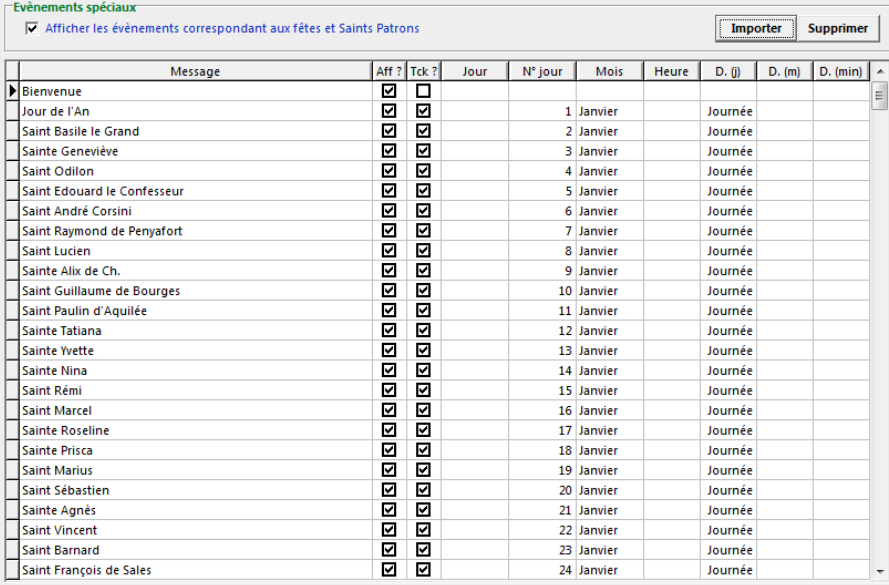 Evènements spéciaux
Afficher les évènements correspondant aux fêtes et Saints Patrons
Importer Supprimer
Message Aff ? Tck ? Jour N° jour Mois Heure D. (j) D. (m) D. (min)
Bienvenue
Jour de l'An 1 Janvier Journée
Saint Basile le Grand 2 Janvier Journée
Sainte Geneviève 3 Janvier Journée
Saint Odilon 4 Janvier Journée
Saint Edouard le Confesseur 5 Janvier Journée
Saint André Corsini 6 Janvier Journée
Saint Raymond de Penyafort 7 Janvier Journée
Saint Lucien 8 Janvier Journée
Sainte Alix de Ch. 9 Janvier Journée
Saint Guillaume de Bourges 10 Janvier Journée
Saint Paulin d'Aquilée 11 Janvier Journée
Sainte Tatiana 12 Janvier Journée
Sainte Yvette 13 Janvier Journée
Sainte Nina 14 Janvier Journée
Saint Rémi 15 Janvier Journée
Saint Marcel 16 Janvier Journée
Sainte Roseline 17 Janvier Journée
Sainte Prisca 18 Janvier Journée
Saint Marius 19 Janvier Journée
Saint Sébastien 20 Janvier Journée
Sainte Agnès 21 Janvier Journée
Saint Vincent 22 Janvier Journée
Saint Barnard 23 Janvier Journée
Saint François de Sales 24 Janvier Journée